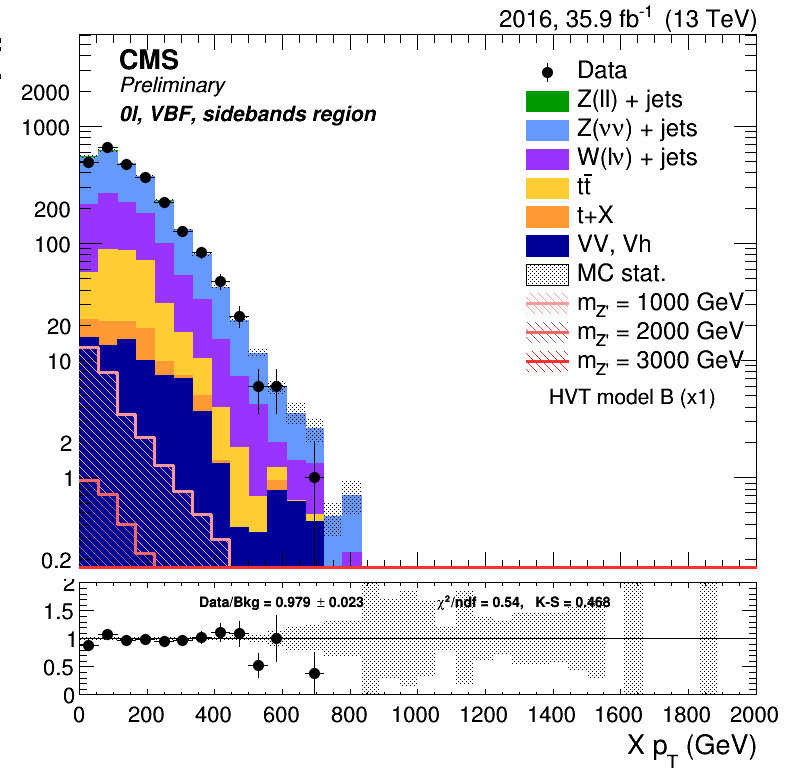 2016, 35.9 fb⁻¹ (13 TeV)
CMS
Preliminary
0l, VBF, sidebands region
Data
Z(ll) + jets
Z(νν) + jets
W(lν) + jets
tt̄
t+X
VV, Vh
MC stat.
m_Z' = 1000 GeV
m_Z' = 2000 GeV
m_Z' = 3000 GeV
HVT model B (x1)
2000
1000
200
100
20
10
2
1
0.2
Data/Bkg = 0.979 ± 0.023
χ²/ndf = 0.54, K-S = 0.468
2
1.5
1
0.5
0
0 200 400 600 800 1000 1200 1400 1600 1800 2000
X p_T (GeV)